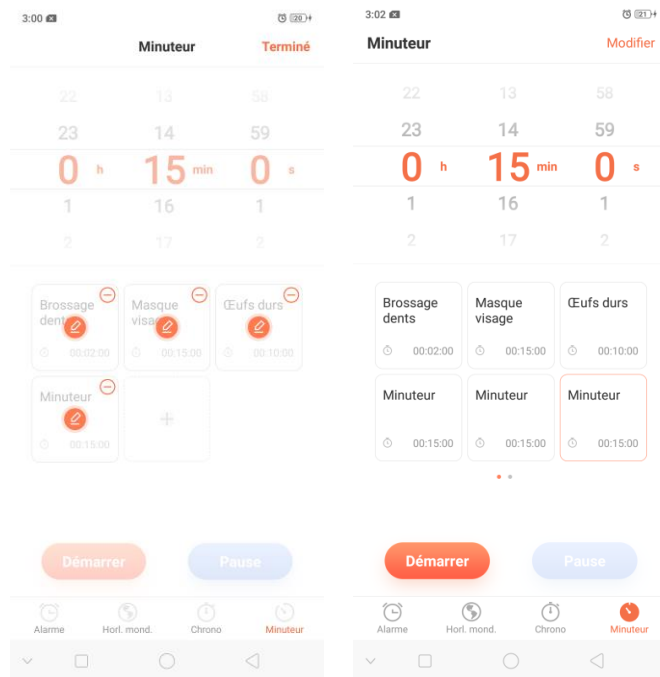 3:00
20
Minuteur Terminé
22 13 58
23 14 59
0 h 15 min 0 s
1 16 1
2 17 2
Brossage
dents
00:02:00
Masque
visage
00:15:00
Œufs durs
00:10:00
Minuteur
00:15:00
+
Démarrer Pause
Alarme Horl. mond. Chrono Minuteur
3:02
21
Minuteur Modifier
22 13 58
23 14 59
0 h 15 min 0 s
1 16 1
2 17 2
Brossage
dents
00:02:00
Masque
visage
00:15:00
Œufs durs
00:10:00
Minuteur
00:15:00
Minuteur
00:15:00
Minuteur
00:15:00
Démarrer Pause
Alarme Horl. mond. Chrono Minuteur